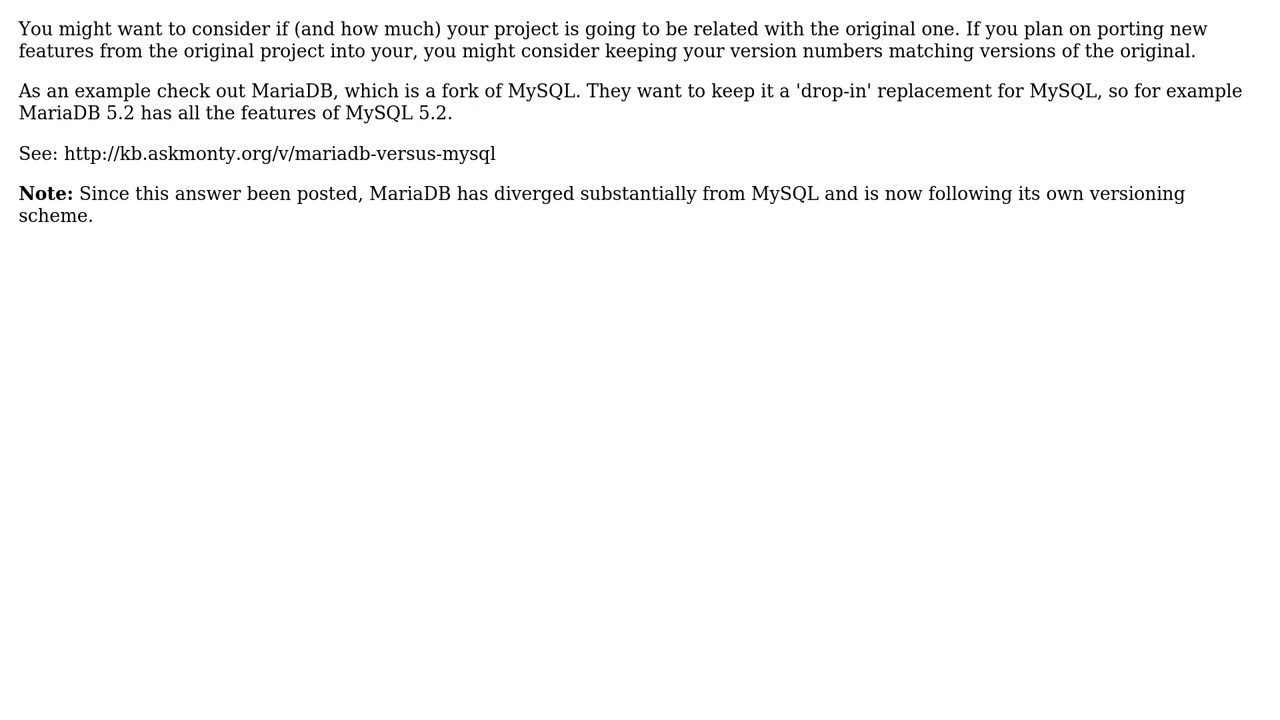 You might want to consider if (and how much) your project is going to be related with the original one. If you plan on porting new
features from the original project into your, you might consider keeping your version numbers matching versions of the original.
As an example check out MariaDB, which is a fork of MySQL. They want to keep it a 'drop-in' replacement for MySQL, so for example
MariaDB 5.2 has all the features of MySQL 5.2.
See: http://kb.askmonty.org/v/mariadb-versus-mysql
Note: Since this answer been posted, MariaDB has diverged substantially from MySQL and is now following its own versioning
scheme.